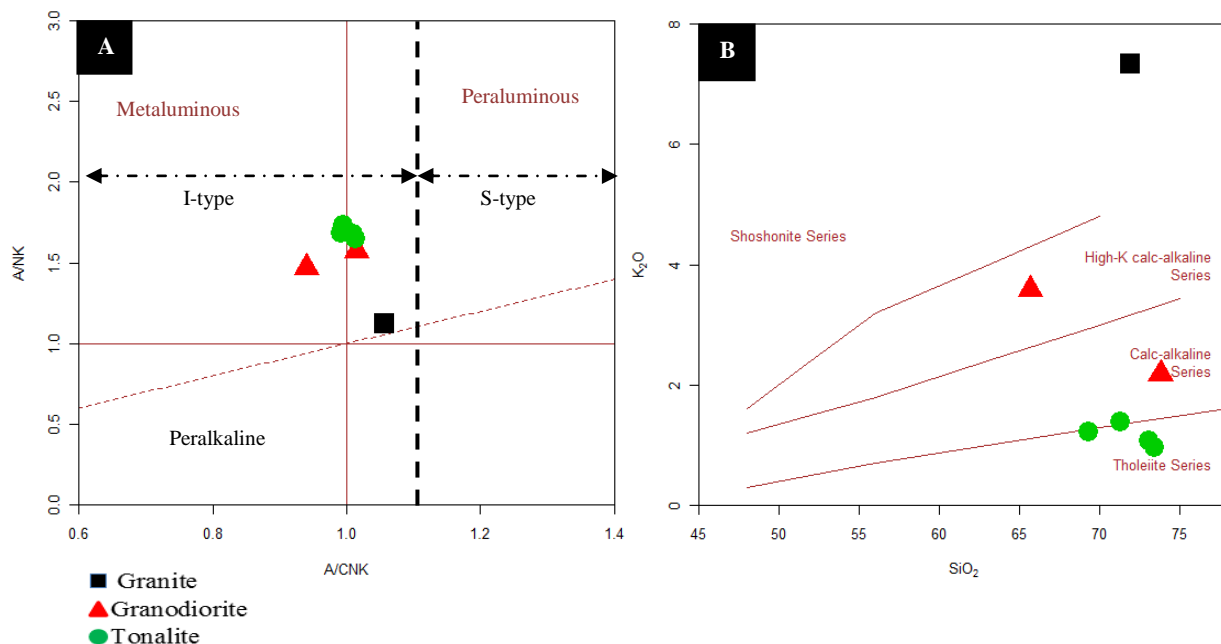 A
3.0
2.5
2.0
1.5
1.0
0.5
0.0
A/NK
Metaluminous
Peraluminous
I-type
S-type
Peralkaline
0.6
0.8
1.0
1.2
1.4
A/CNK
B
8
6
4
2
0
K2O
Shoshonite Series
High-K calc-alkaline
Series
Calc-alkaline
Series
Tholeiite Series
45
50
55
60
65
70
75
SiO2
Granite
Granodiorite
Tonalite